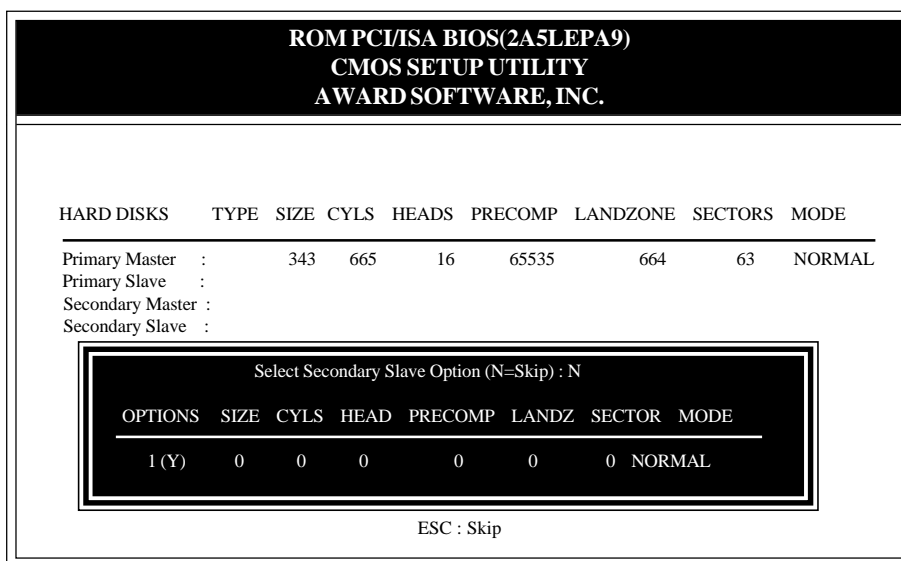 ROM PCI/ISA BIOS(2A5LEPA9)
CMOS SETUP UTILITY
AWARD SOFTWARE, INC.
HARD DISKS TYPE SIZE CYLS HEADS PRECOMP LANDZONE SECTORS MODE
Primary Master : 343 665 16 65535 664 63 NORMAL
Primary Slave :
Secondary Master :
Secondary Slave :
Select Secondary Slave Option (N=Skip) : N
OPTIONS SIZE CYLS HEAD PRECOMP LANDZ SECTOR MODE
1 (Y) 0 0 0 0 0 0 NORMAL
ESC : Skip